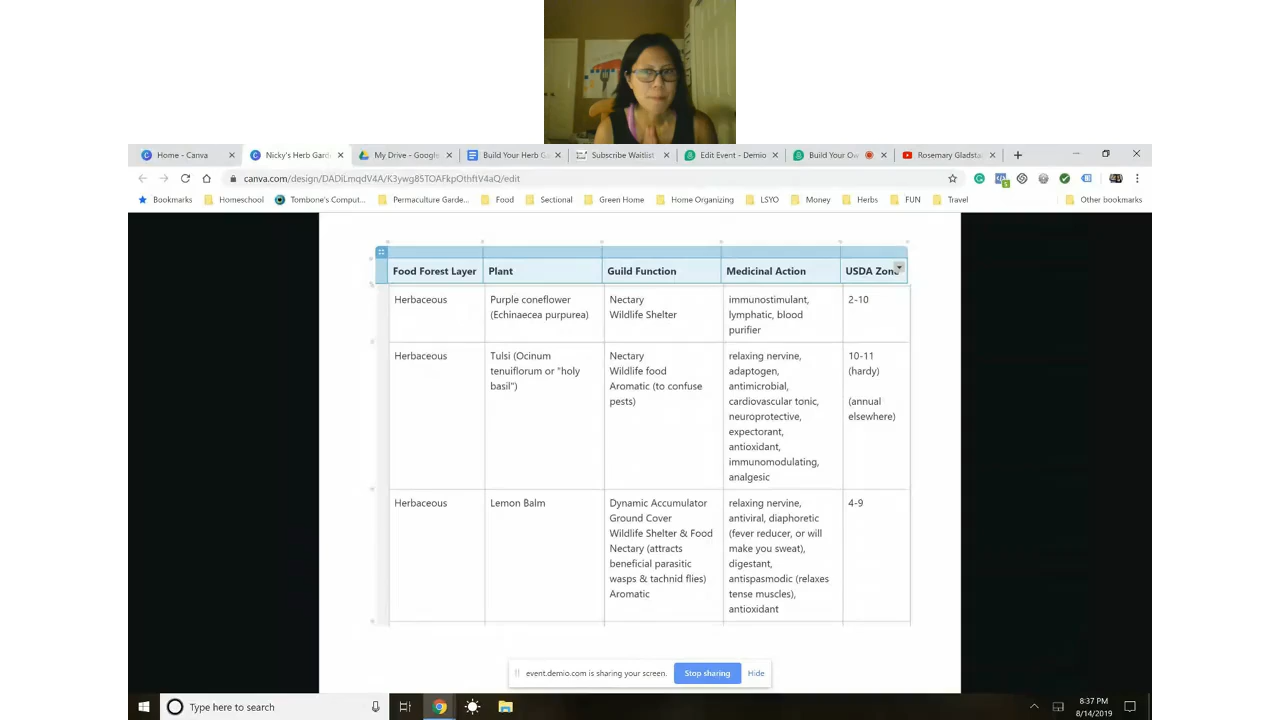 Home - Canva
Nicky's Herb Gard
My Drive - Google
Build Your Herb G
Subscribe Waitlist
Edit Event - Demio
Build Your Ow
Rosemary Gladsta
canva.com/design/DADiLmqdV4A/K3ywg85TOAFkpOthftV4aQ/edit
Bookmarks
Homeschool
Tombone's Comput...
Permaculture Garde...
Food
Sectional
Green Home
Home Organizing
LSYO
Money
Herbs
FUN
Travel
Other bookmarks
Food Forest Layer
Plant
Guild Function
Medicinal Action
USDA Zone
Herbaceous
Purple coneflower
(Echinaecea purpurea)
Nectary
Wildlife Shelter
immunostimulant,
lymphatic, blood
purifier
2-10
Herbaceous
Tulsi (Ocinum
tenuiflorum or "holy
basil")
Nectary
Wildlife food
Aromatic (to confuse
pests)
relaxing nervine,
adaptogen,
antimicrobial,
cardiovascular tonic,
neuroprotective,
expectorant,
antioxidant,
immunomodulating,
analgesic
10-11
(hardy)
(annual
elsewhere)
Herbaceous
Lemon Balm
Dynamic Accumulator
Ground Cover
Wildlife Shelter & Food
Nectary (attracts
beneficial parasitic
wasps & tachnid flies)
Aromatic
relaxing nervine,
antiviral, diaphoretic
(fever reducer, or will
make you sweat),
digestant,
antispasmodic (relaxes
tense muscles),
antioxidant
4-9
event.demio.com is sharing your screen.
Stop sharing
Hide
Type here to search
8:37 PM
8/14/2019